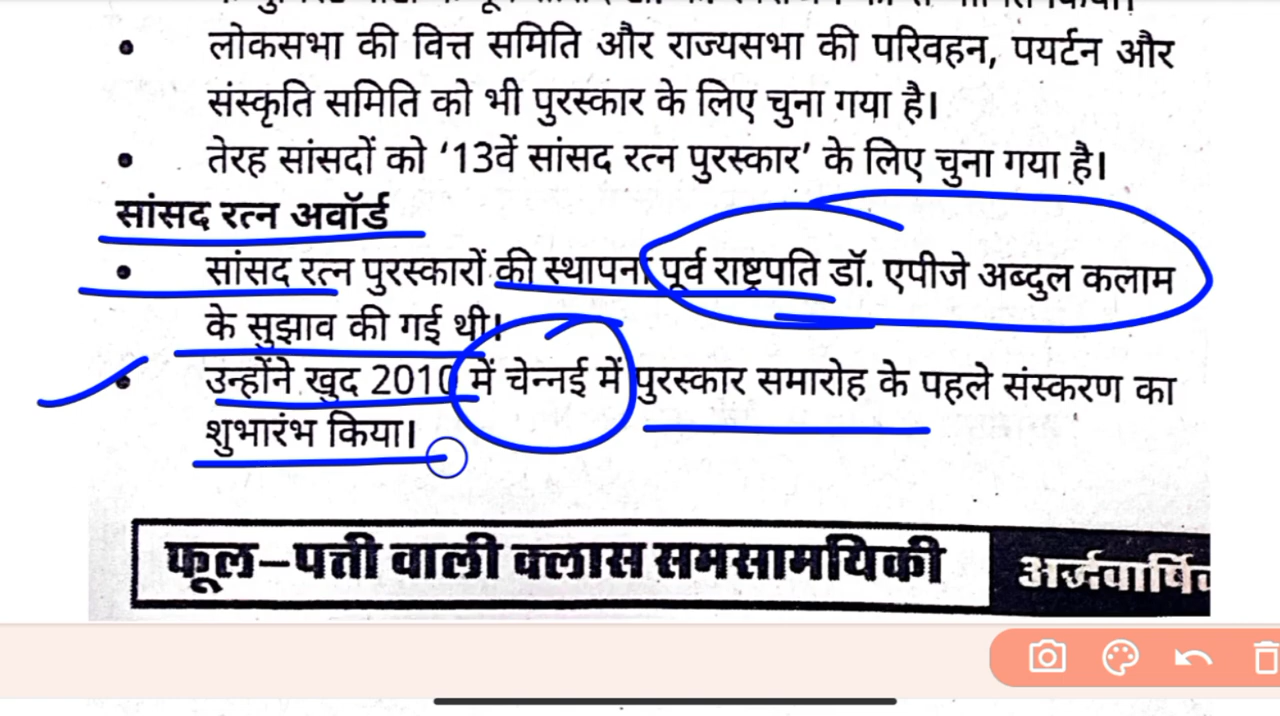 लोकसभा की वित्त समिति और राज्यसभा की परिवहन, पयर्टन और
संस्कृति समिति को भी पुरस्कार के लिए चुना गया है।
तेरह सांसदों को ‘13वें सांसद रत्न पुरस्कार’ के लिए चुना गया है।
सांसद रत्न अवॉर्ड
सांसद रत्न पुरस्कारों की स्थापना पूर्व राष्ट्रपति डॉ. एपीजे अब्दुल कलाम
के सुझाव की गई थी।
उन्होंने खुद 2010 में चेन्नई में पुरस्कार समारोह के पहले संस्करण का
शुभारंभ किया।
फूल–पत्ती वाली क्लास समसामयिकी